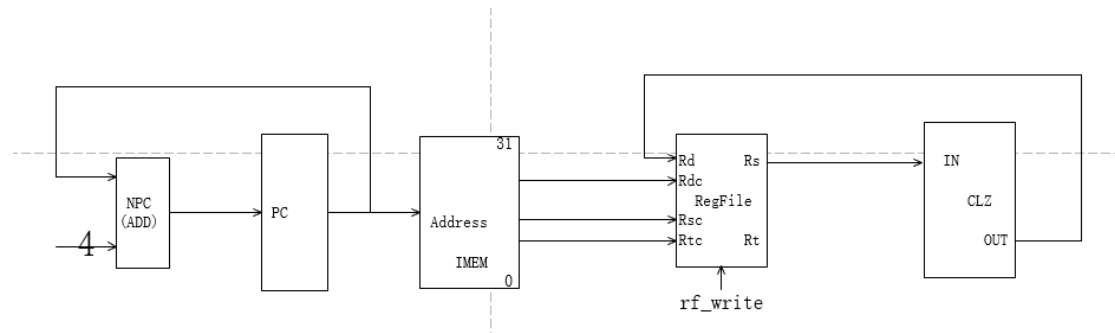 31
Rd Rs
IN
Rdc
NPC
(ADD)
PC
RegFile
CLZ
Address
Rsc
4
Rtc Rt
OUT
IMEM
0
rf_write